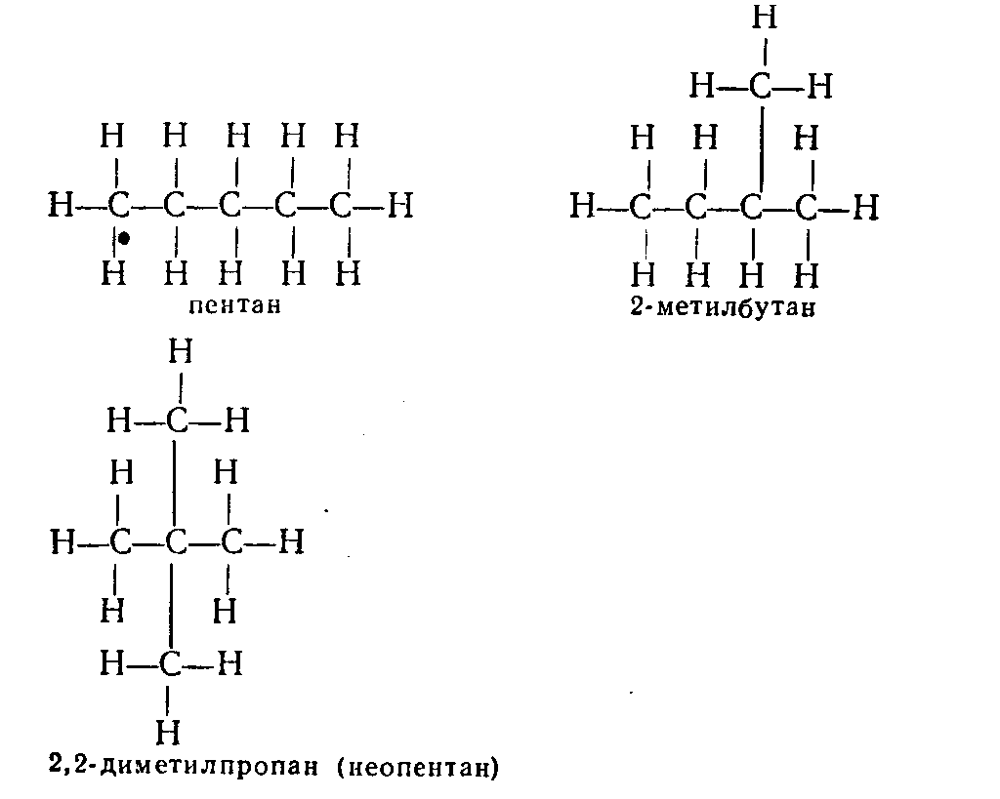 H
H—C—H
H H H H H
H H H
H—C—C—C—C—C—H
H—C—C—C—C—H
H H H H H
H H H H
пентан
2-метилбутан
H
H—C—H
H H
H—C—C—C—H
H H
H—C—H
H
2,2-диметилпропан (неопентан)